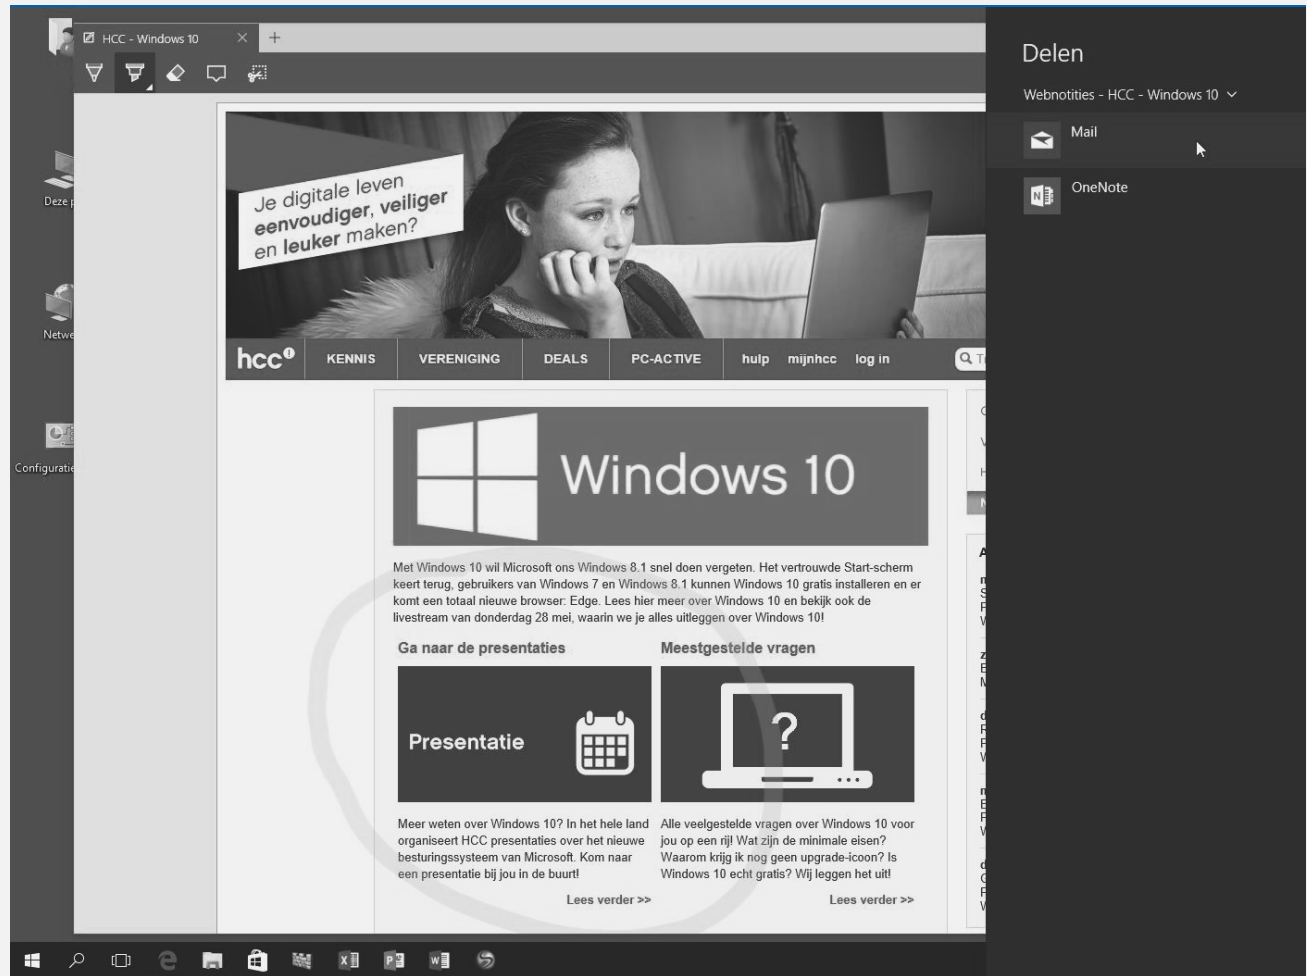 HCC - Windows 10
Delen
Webnotities - HCC - Windows 10
Mail
OneNote
Je digitale leven
eenvoudiger, veiliger
en leuker maken?
Deze
Configuratie
hcc!
KENNIS
VERENIGING
DEALS
PC-ACTIVE
hulp
mijnhcc
log in
Windows 10
Met Windows 10 wil Microsoft ons Windows 8.1 snel doen vergeten. Het vertrouwde Start-scherm
keert terug, gebruikers van Windows 7 en Windows 8.1 kunnen Windows 10 gratis installeren en er
komt een totaal nieuwe browser: Edge. Lees hier meer over Windows 10 en bekijk ook de
livestream van donderdag 28 mei, waarin we je alles uitleggen over Windows 10!
Ga naar de presentaties
Presentatie
Meer weten over Windows 10? In het hele land
organiseert HCC presentaties over het nieuwe
besturingssysteem van Microsoft. Kom naar
een presentatie bij jou in de buurt!
Lees verder >>
Meestgestelde vragen
?
Alle veelgestelde vragen over Windows 10 voor
jou op een rij! Wat zijn de minimale eisen?
Waarom krijg ik nog geen upgrade-icoon? Is
Windows 10 echt gratis? Wij leggen het uit!
Lees verder >>